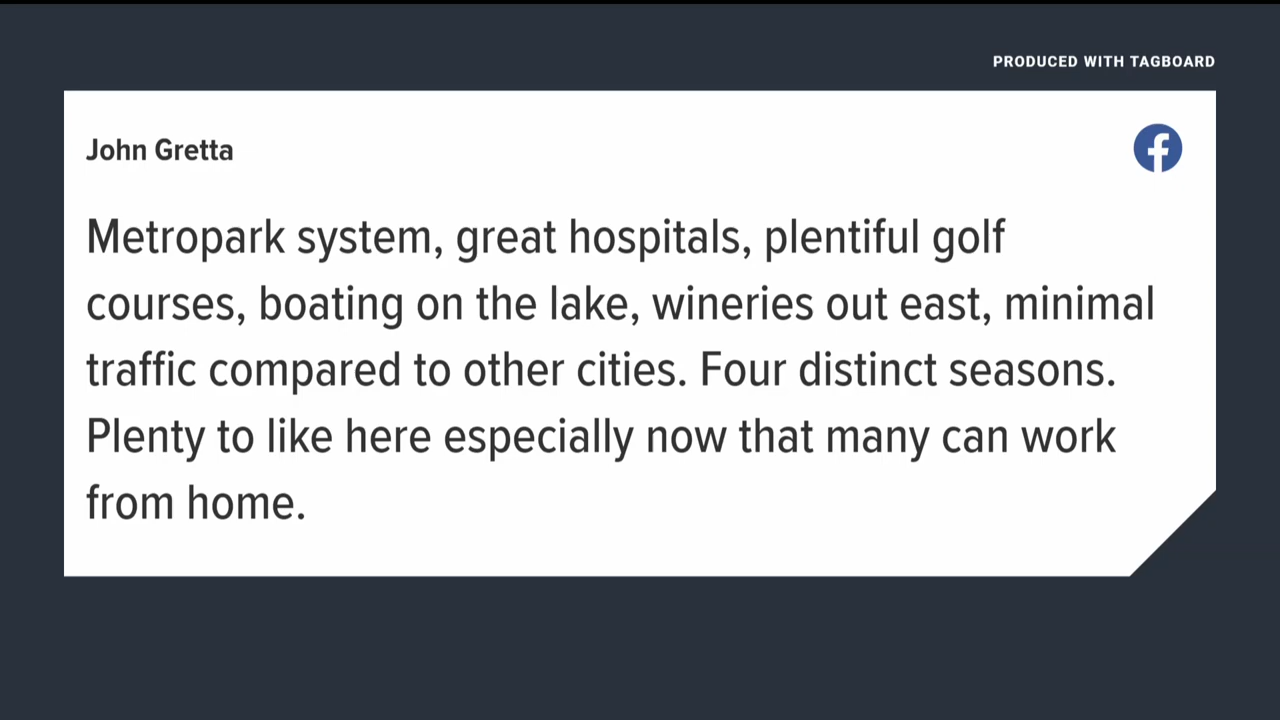 PRODUCED WITH TAGBOARD
John Gretta
Metropark system, great hospitals, plentiful golf
courses, boating on the lake, wineries out east, minimal
traffic compared to other cities. Four distinct seasons.
Plenty to like here especially now that many can work
from home.